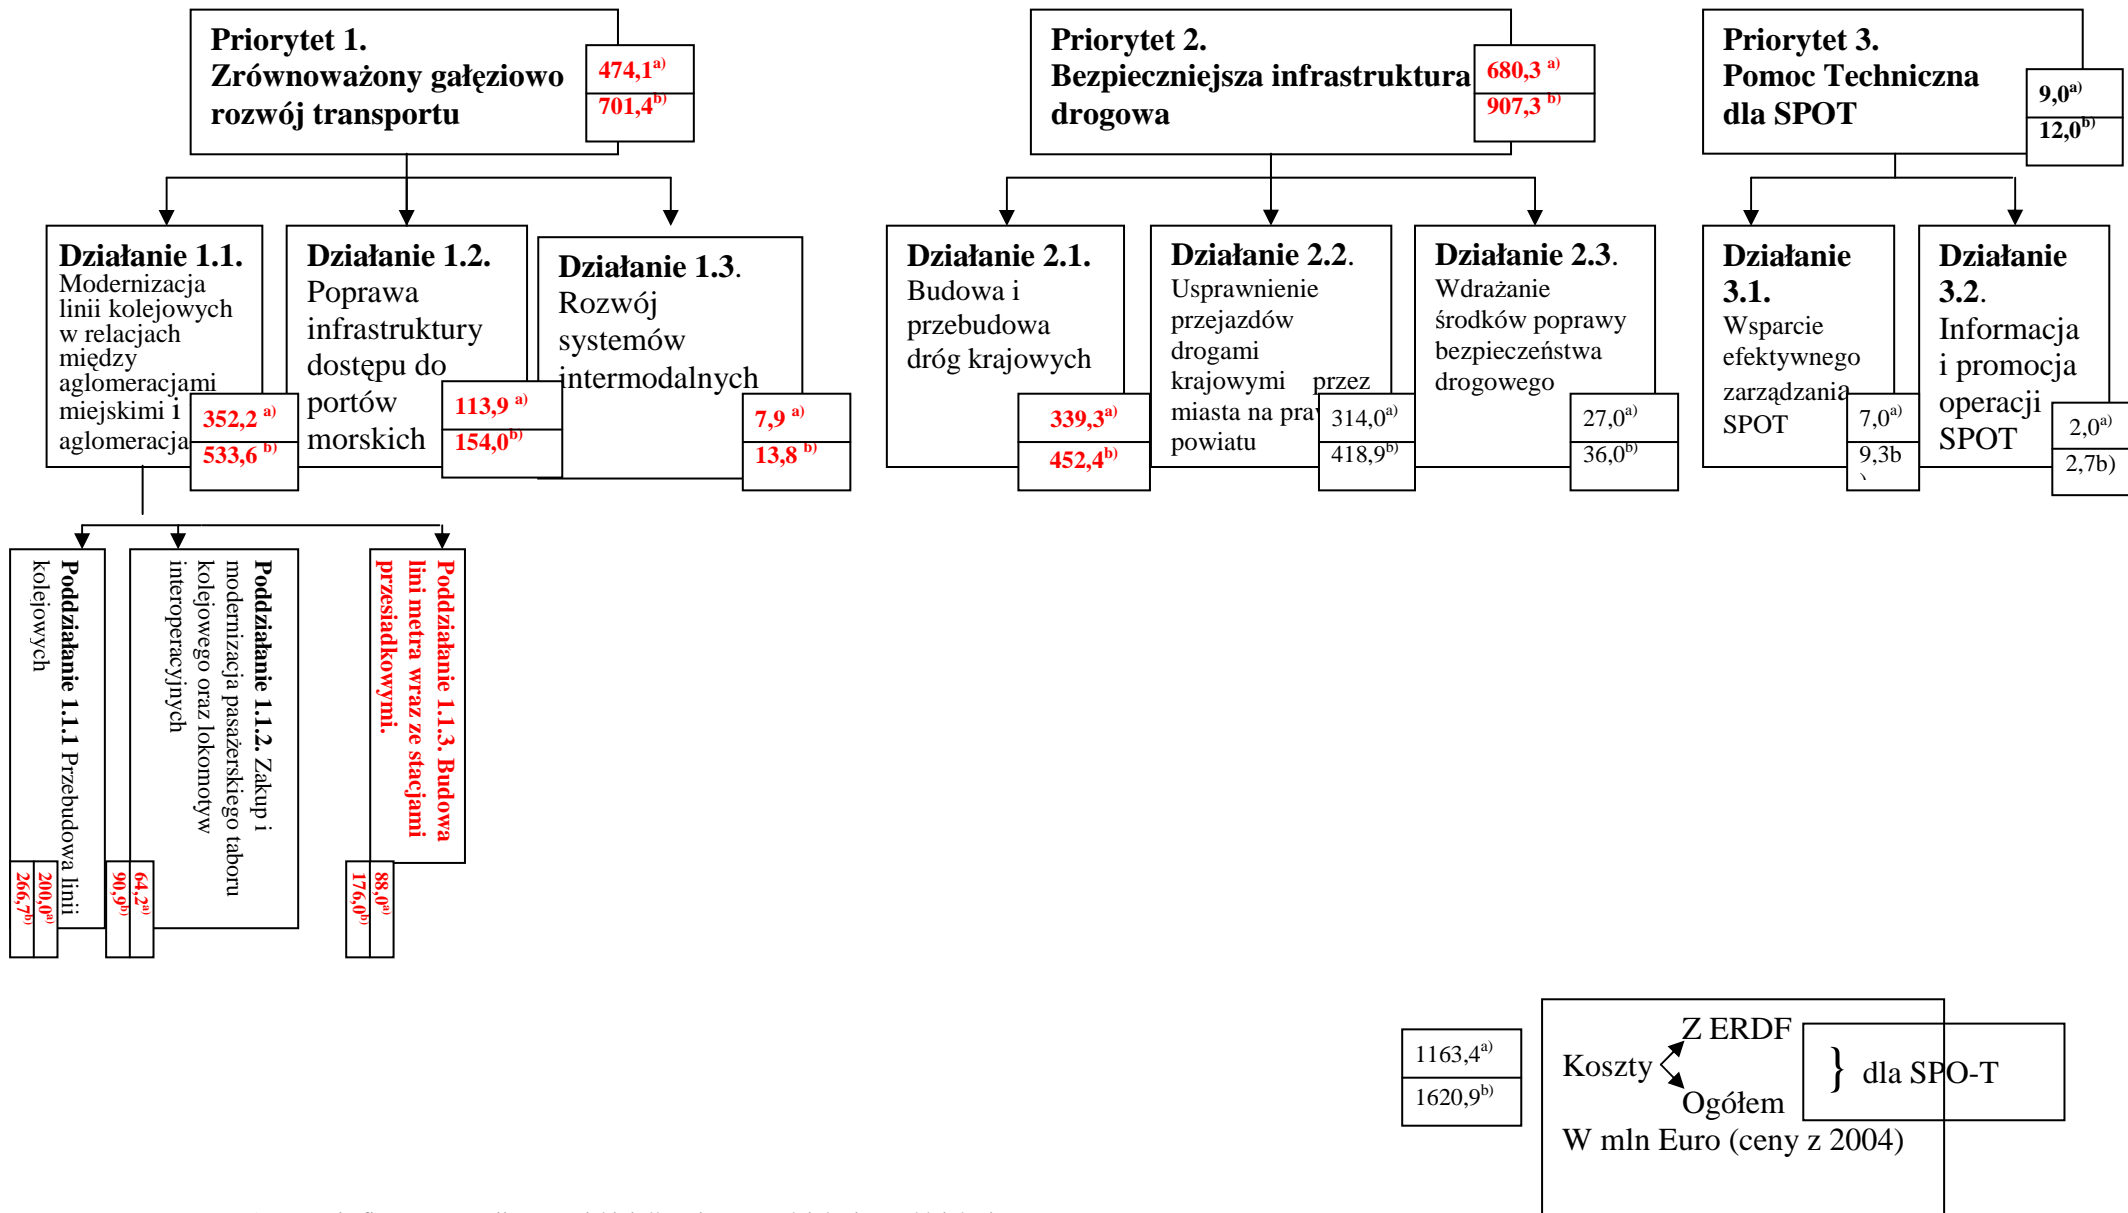 Priorytet 1.
Zrównoważony gałęziowo
rozwój transportu
474,1a)
701,4b)
Priorytet 2.
Bezpieczniejsza infrastruktura
drogowa
680,3 a)
907,3 b)
Priorytet 3.
Pomoc Techniczna
dla SPOT
9,0a)
12,0b)
Działanie 1.1.
Modernizacja
linii kolejowych
w relacjach
między
aglomeracjami
miejskimi i
aglomeracja
352,2 a)
533,6 b)
Działanie 1.2.
Poprawa
infrastruktury
dostępu do
portów
morskich
113,9 a)
154,0b)
Działanie 1.3.
Rozwój
systemów
intermodalnych
7,9 a)
13,8 b)
Działanie 2.1.
Budowa i
przebudowa
dróg krajowych
339,3a)
452,4b)
Działanie 2.2.
Usprawnienie
przejazdów
drogami
krajowymi przez
miasta na praw
powiatu
314,0a)
418,9b)
Działanie 2.3.
Wdrażanie
środków poprawy
bezpieczeństwa
drogowego
27,0a)
36,0b)
Działanie
3.1.
Wsparcie
efektywnego
zarządzania
SPOT
7,0a)
9,3b
)
Działanie
3.2.
Informacja
i promocja
operacji
SPOT
2,0a)
2,7b)
Poddziałanie 1.1.1 Przebudowa linii
kolejowych
200,0a)
266,7b)
Poddziałanie 1.1.2. Zakup i
modernizacja pasażerskiego taboru
kolejowego oraz lokomotyw
interoperacyjnych
64,2a)
90,9b)
Poddziałanie 1.1.3. Budowa
lini metra wraz ze stacjami
przesiadkowymi.
88,0a)
176,0b)
1163,4a)
1620,9b)
Z ERDF
Koszty
} dla SPO-T
Ogółem
W mln Euro (ceny z 2004)